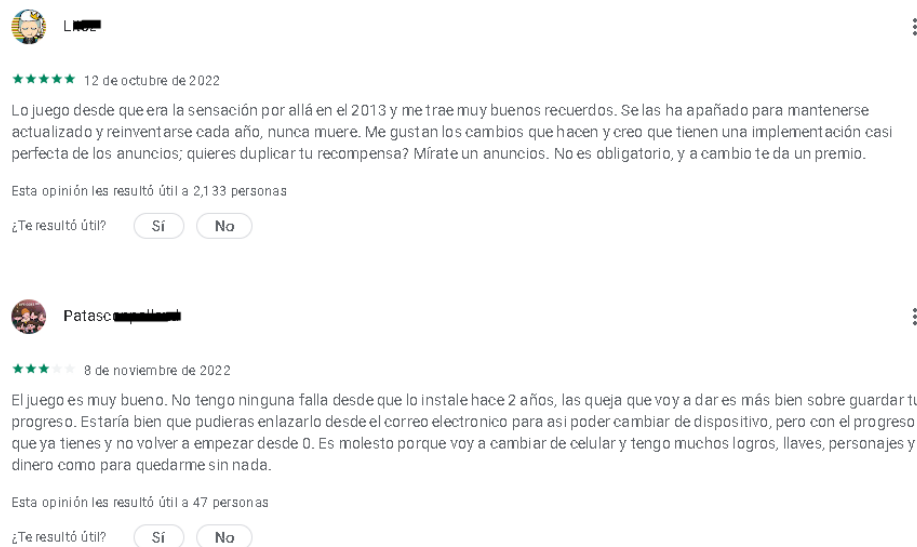 12 de octubre de 2022
Lo juego desde que era la sensación por allá en el 2013 y me trae muy buenos recuerdos. Se las ha apañado para mantenerse
actualizado y reinventarse cada año, nunca muere. Me gustan los cambios que hacen y creo que tienen una implementación casi
perfecta de los anuncios; quieres duplicar tu recompensa? Mírate un anuncios. No es obligatorio, y a cambio te da un premio.
Esta opinión les resultó útil a 2,133 personas
¿Te resultó útil? Sí No
Patasc
8 de noviembre de 2022
El juego es muy bueno. No tengo ninguna falla desde que lo instale hace 2 años, las queja que voy a dar es más bien sobre guardar tu
progreso. Estaría bien que pudieras enlazarlo desde el correo electronico para asi poder cambiar de dispositivo, pero con el progreso
que ya tienes y no volver a empezar desde 0. Es molesto porque voy a cambiar de celular y tengo muchos logros, llaves, personajes y
dinero como para quedarme sin nada.
Esta opinión les resultó útil a 47 personas
¿Te resultó útil? Sí No